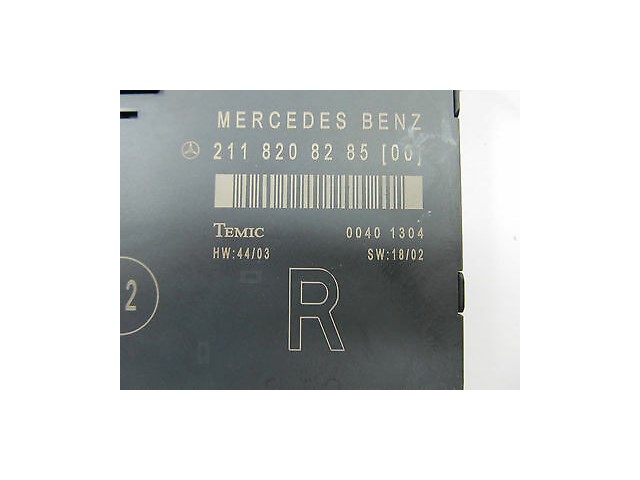 MERCEDES BENZ
211 820 82 85 [00]
TEMIC 0040 1304
HW:44/03 SW:18/02
2
R